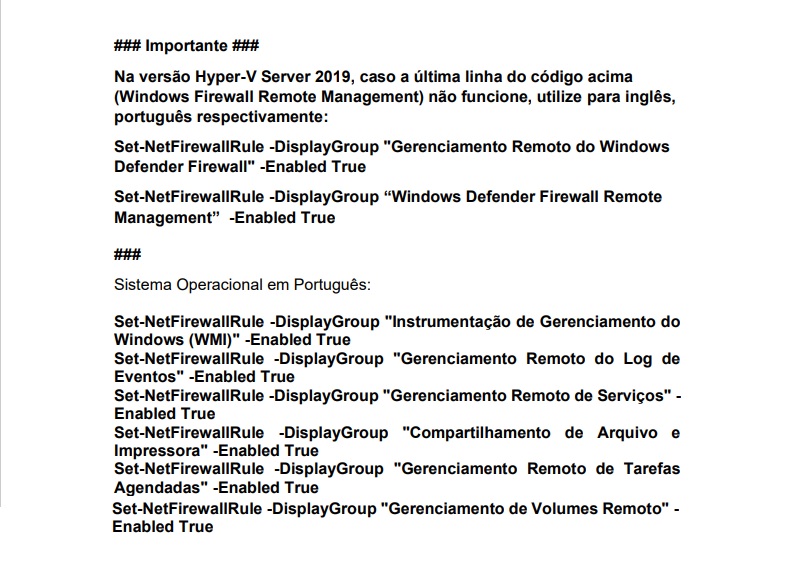 ### Importante ###
Na versão Hyper-V Server 2019, caso a última linha do código acima
(Windows Firewall Remote Management) não funcione, utilize para inglês,
português respectivamente:
Set-NetFirewallRule -DisplayGroup "Gerenciamento Remoto do Windows
Defender Firewall" -Enabled True
Set-NetFirewallRule -DisplayGroup “Windows Defender Firewall Remote
Management”  -Enabled True
###
Sistema Operacional em Português:
Set-NetFirewallRule -DisplayGroup "Instrumentação de Gerenciamento do
Windows (WMI)" -Enabled True
Set-NetFirewallRule -DisplayGroup "Gerenciamento Remoto do Log de
Eventos" -Enabled True
Set-NetFirewallRule -DisplayGroup "Gerenciamento Remoto de Serviços" -
Enabled True
Set-NetFirewallRule -DisplayGroup "Compartilhamento de Arquivo e
Impressora" -Enabled True
Set-NetFirewallRule -DisplayGroup "Gerenciamento Remoto de Tarefas
Agendadas" -Enabled True
Set-NetFirewallRule -DisplayGroup "Gerenciamento de Volumes Remoto" -
Enabled True